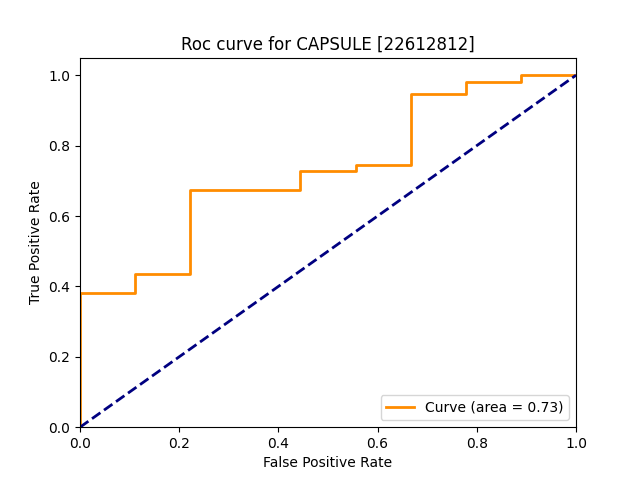 Roc curve for CAPSULE [22612812]
True Positive Rate
1.0
0.8
0.6
0.4
0.2
0.0
0.0 0.2 0.4 0.6 0.8 1.0
False Positive Rate
Curve (area = 0.73)